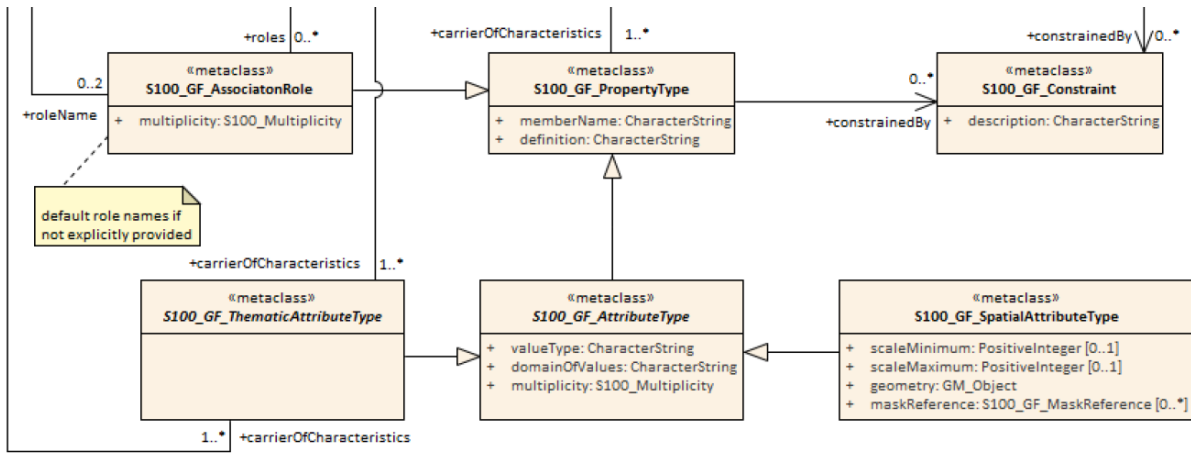 +roles 0..*
+carrierOfCharacteristics 1..*
+constrainedBy 0..*
«metaclass»
S100_GF_AssociatonRole
+ multiplicity: S100_Multiplicity
0..2
+roleName
«metaclass»
S100_GF_PropertyType
+ memberName: CharacterString
+ definition: CharacterString
0..*
+constrainedBy
«metaclass»
S100_GF_Constraint
+ description: CharacterString
default role names if
not explicitly provided
+carrierOfCharacteristics 1..*
«metaclass»
S100_GF_ThematicAttributeType
«metaclass»
S100_GF_AttributeType
+ valueType: CharacterString
+ domainOfValues: CharacterString
+ multiplicity: S100_Multiplicity
«metaclass»
S100_GF_SpatialAttributeType
+ scaleMinimum: PositiveInteger [0..1]
+ scaleMaximum: PositiveInteger [0..1]
+ geometry: GM_Object
+ maskReference: S100_GF_MaskReference [0..*]
1..* +carrierOfCharacteristics